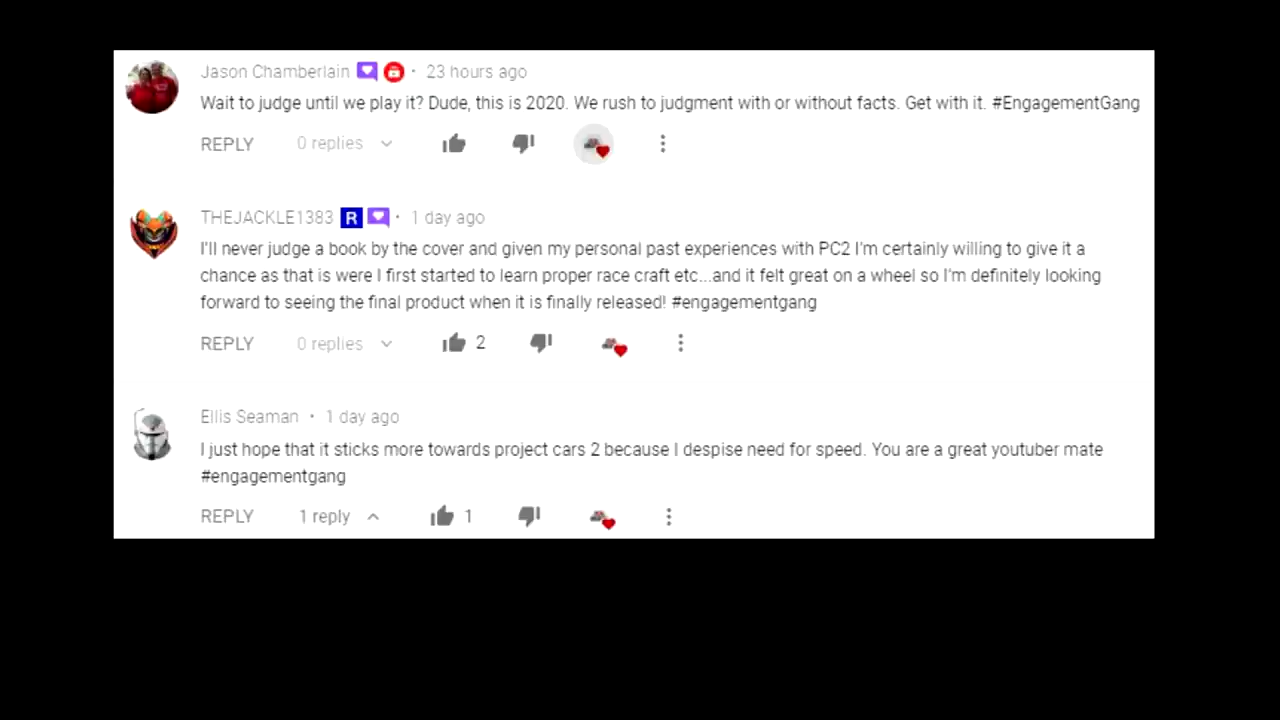 Jason Chamberlain · 23 hours ago
Wait to judge until we play it? Dude, this is 2020. We rush to judgment with or without facts. Get with it. #EngagementGang
REPLY 0 replies
THEJACKLE1383 R · 1 day ago
I'll never judge a book by the cover and given my personal past experiences with PC2 I'm certainly willing to give it a
chance as that is were I first started to learn proper race craft etc...and it felt great on a wheel so I'm definitely looking
forward to seeing the final product when it is finally released! #engagementgang
REPLY 0 replies 2
Ellis Seaman · 1 day ago
I just hope that it sticks more towards project cars 2 because I despise need for speed. You are a great youtuber mate
#engagementgang
REPLY 1 reply 1